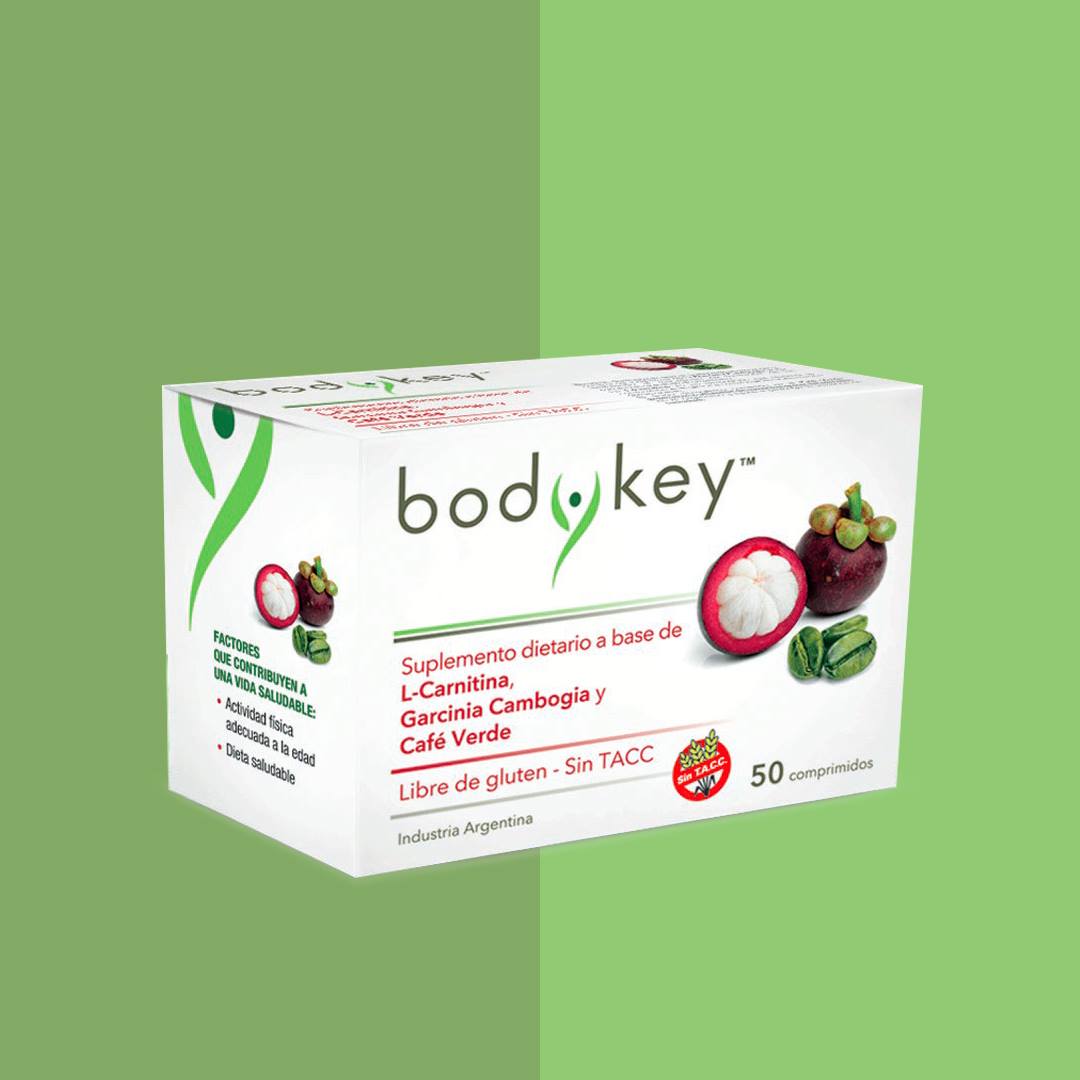 bodykey™
bodykey™
Suplemento dietario a base de
L-Carnitina,
Garcinia Cambogia y
Café Verde
Libre de gluten - Sin TACC
Sin T.A.C.C.
50 comprimidos
Industria Argentina
FACTORES
QUE CONTRIBUYEN A
UNA VIDA SALUDABLE:
• Actividad física
adecuada a la edad
• Dieta saludable